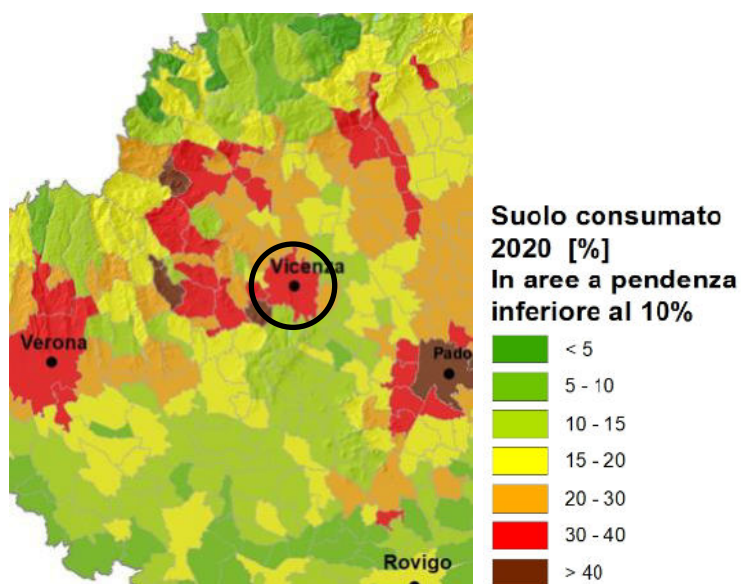 Vicenza
Verona
Pado
Rovigo
Suolo consumato
2020 [%]
In aree a pendenza
inferiore al 10%
< 5
5 - 10
10 - 15
15 - 20
20 - 30
30 - 40
> 40